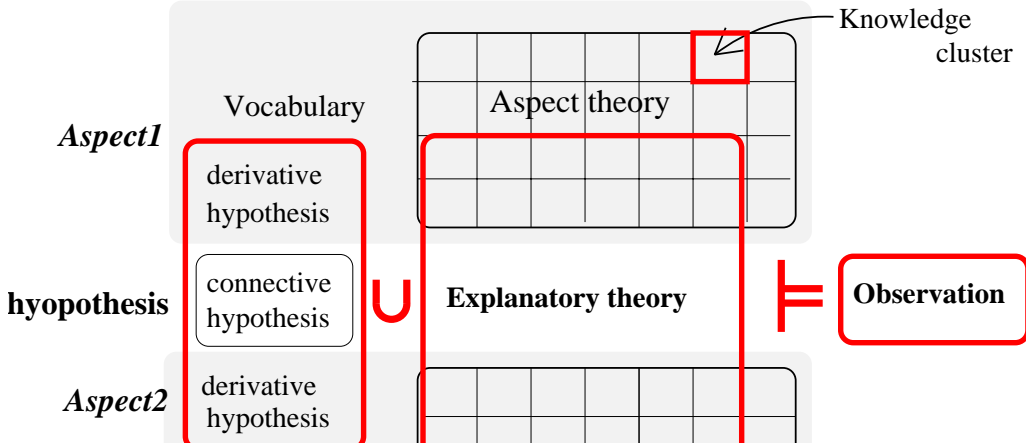 Knowledge
cluster
Vocabulary
Aspect theory
Aspect1
derivative
hypothesis
hyopothesis
connective
hypothesis
∪
Explanatory theory
⊨
Observation
Aspect2
derivative
hypothesis